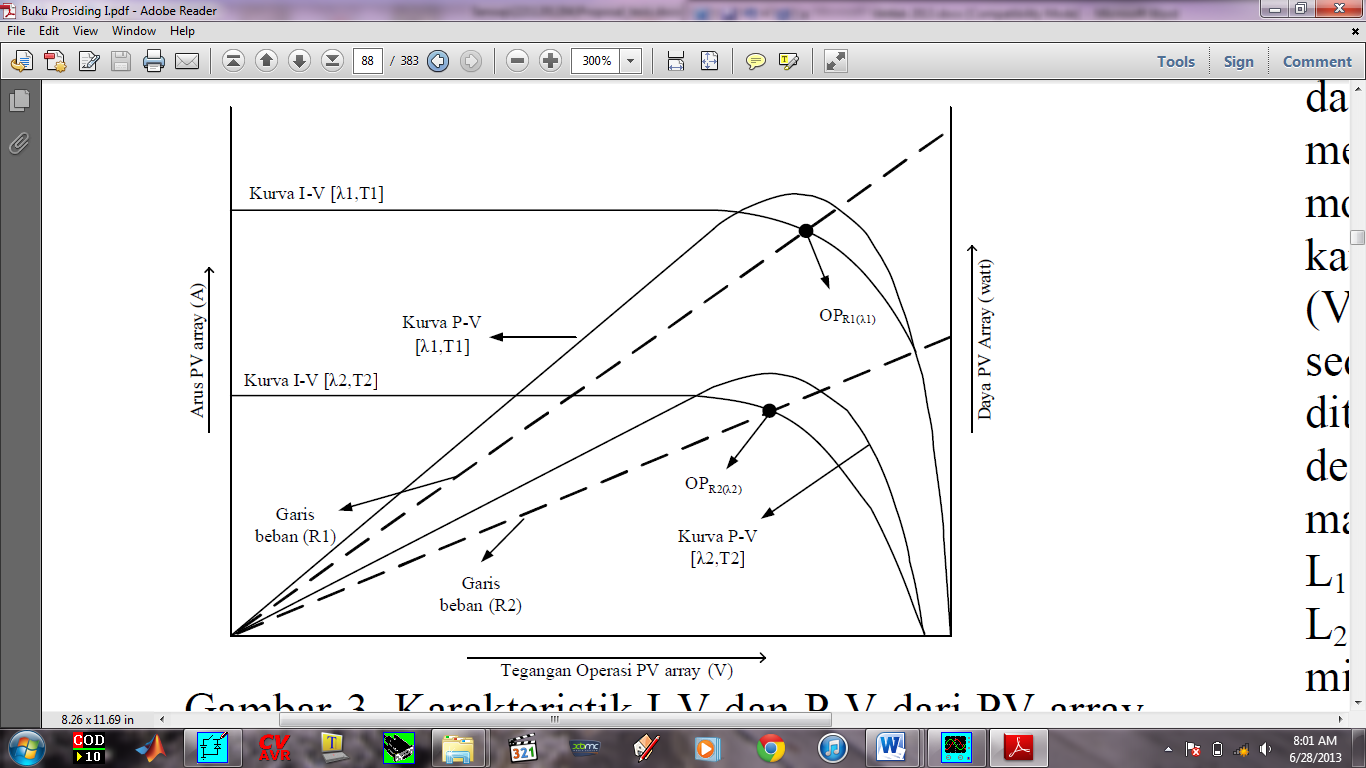 Buku Prosiding I.pdf - Adobe Reader
File Edit View Window Help
88 / 383
300%
Tools Sign Comment
Kurva I-V [λ1,T1]
Arus PV array (A)
Kurva P-V
[λ1,T1]
OPR1(λ1)
Daya PV Array (watt)
Kurva I-V [λ2,T2]
OPR2(λ2)
Garis
beban (R1)
Kurva P-V
[λ2,T2]
Garis
beban (R2)
Tegangan Operasi PV array (V)
Gambar 3. Karakteristik I-V dan P-V dari PV array
da
me
mo
ka
(V
sec
dit
de
ma
L1
L2
mi
8.26 x 11.69 in
COD
10
CV
AVR
T
321
xbmc
W
8:01 AM
6/28/2013